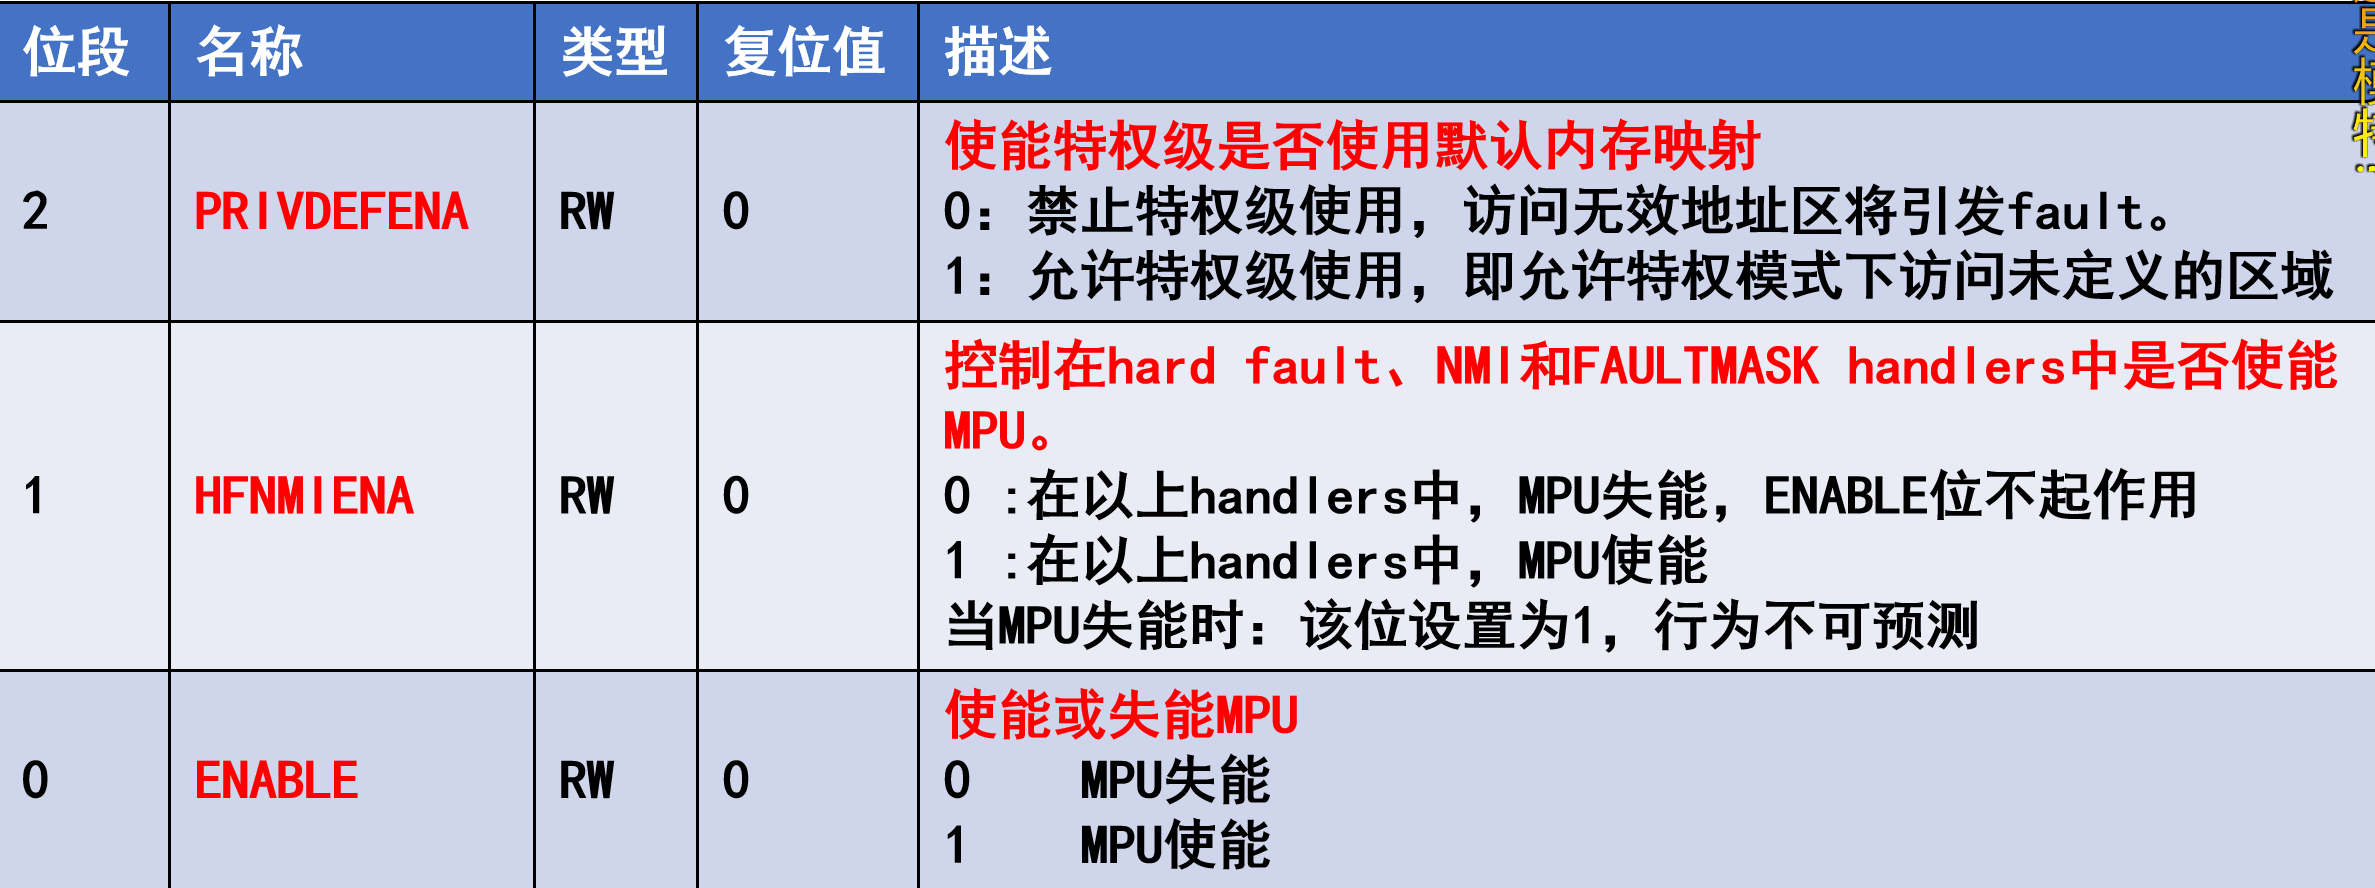 位段 名称 类型 复位值 描述
2 PRIVDEFENA RW 0
使能特权级是否使用默认内存映射
0：禁止特权级使用，访问无效地址区将引发fault。
1：允许特权级使用，即允许特权模式下访问未定义的区域
1 HFNMIENA RW 0
控制在hard fault、NMI和FAULTMASK handlers中是否使能
MPU。
0 :在以上handlers中，MPU失能，ENABLE位不起作用
1 :在以上handlers中，MPU使能
当MPU失能时：该位设置为1，行为不可预测
0 ENABLE RW 0
使能或失能MPU
0 MPU失能
1 MPU使能